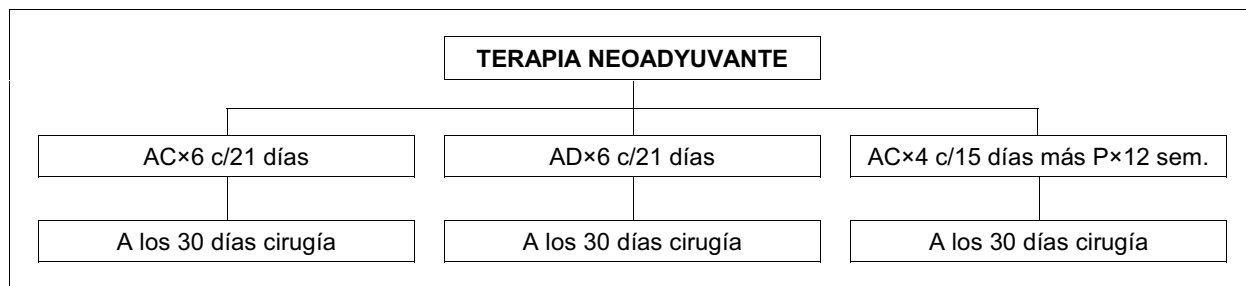 TERAPIA NEOADYUVANTE
AC×6 c/21 días
AD×6 c/21 días
AC×4 c/15 días más P×12 sem.
A los 30 días cirugía
A los 30 días cirugía
A los 30 días cirugía